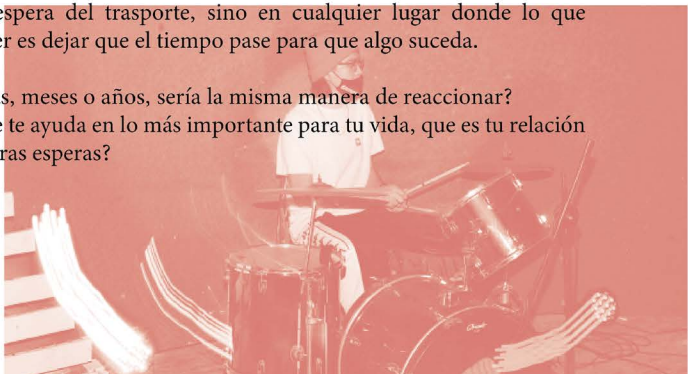 espera del trasporte, sino en cualquier lugar donde lo que
er es dejar que el tiempo pase para que algo suceda.
s, meses o años, sería la misma manera de reaccionar?
e te ayuda en lo más importante para tu vida, que es tu relación
ras esperas?